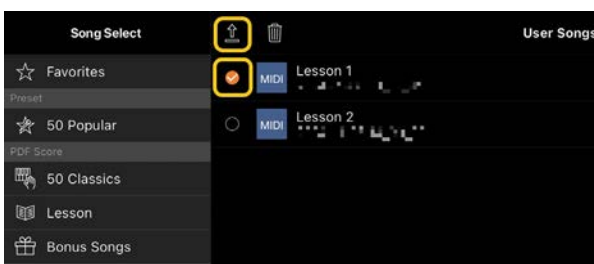 Song Select
User Songs
Favorites
Preset
50 Popular
PDF Score
50 Classics
Lesson
Bonus Songs
MIDI Lesson 1
MIDI Lesson 2